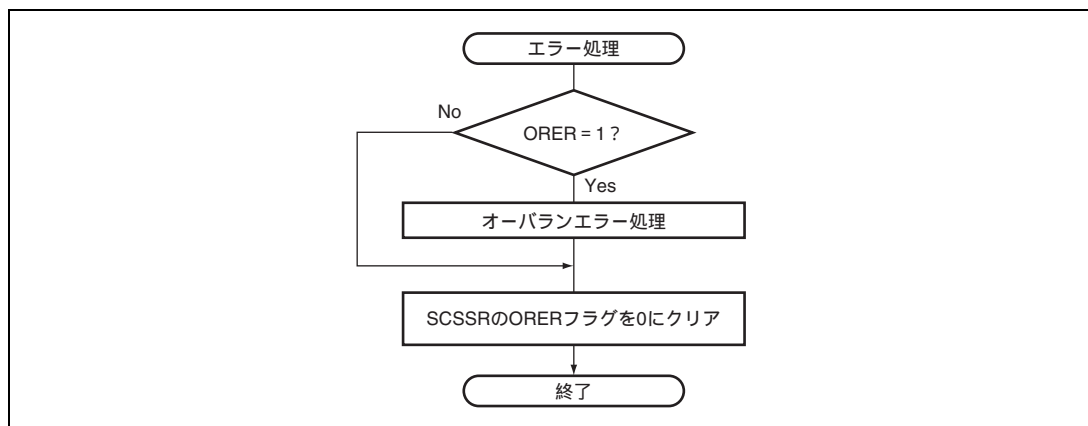 エラー処理
No
ORER = 1 ?
Yes
オーバランエラー処理
SCSSRのORERフラグを0にクリア
終了